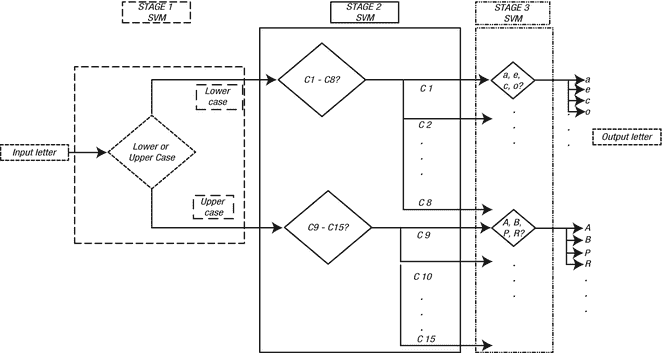 STAGE 1
SVM
STAGE 2
SVM
STAGE 3
SVM
Input letter
Lower or
Upper Case
Lower
case
Upper
case
C1 - C8?
C 1
C 2
C 8
a, e,
c, o?
a
e
c
o
Output letter
C9 - C15?
C 9
C 10
C 15
A, B,
P, R?
A
B
P
R